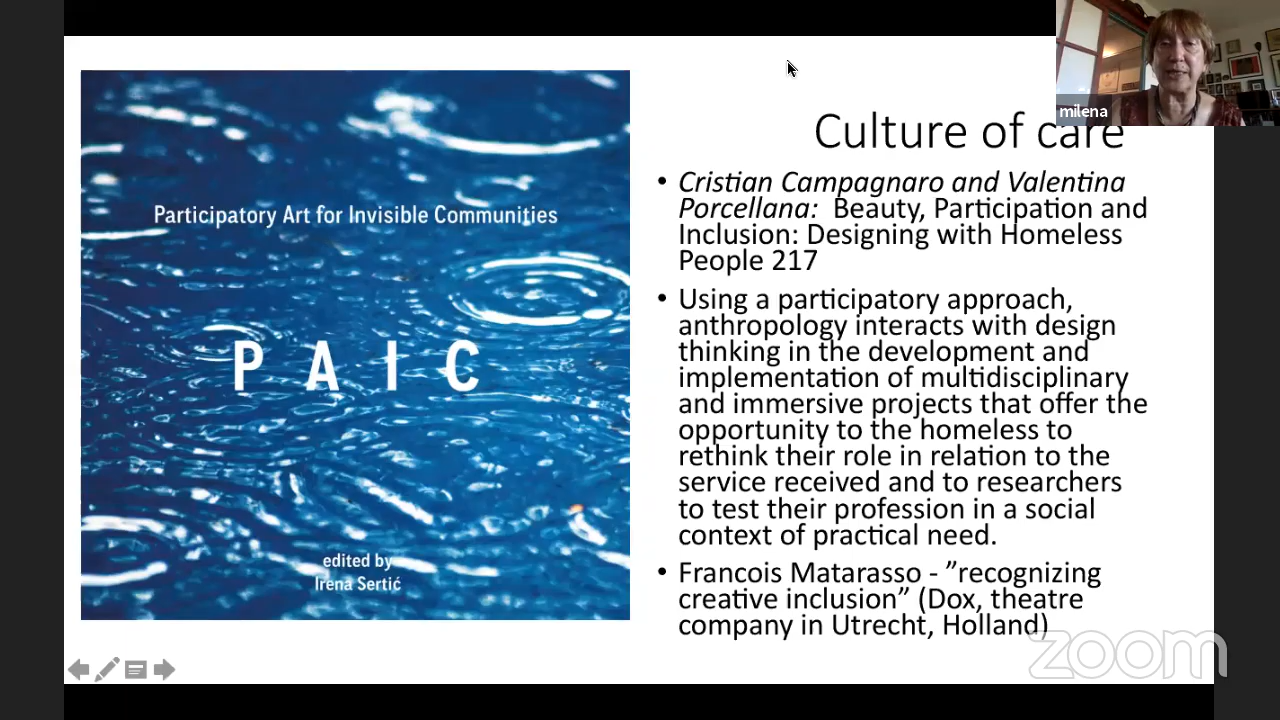 milena
Participatory Art for Invisible Communities
P A I C
edited by
Irena Sertić
Culture of care
• Cristian Campagnaro and Valentina
Porcellana: Beauty, Participation and
Inclusion: Designing with Homeless
People 217
• Using a participatory approach,
anthropology interacts with design
thinking in the development and
implementation of multidisciplinary
and immersive projects that offer the
opportunity to the homeless to
rethink their role in relation to the
service received and to researchers
to test their profession in a social
context of practical need.
• Francois Matarasso - ”recognizing
creative inclusion” (Dox, theatre
company in Utrecht, Holland)
zoom